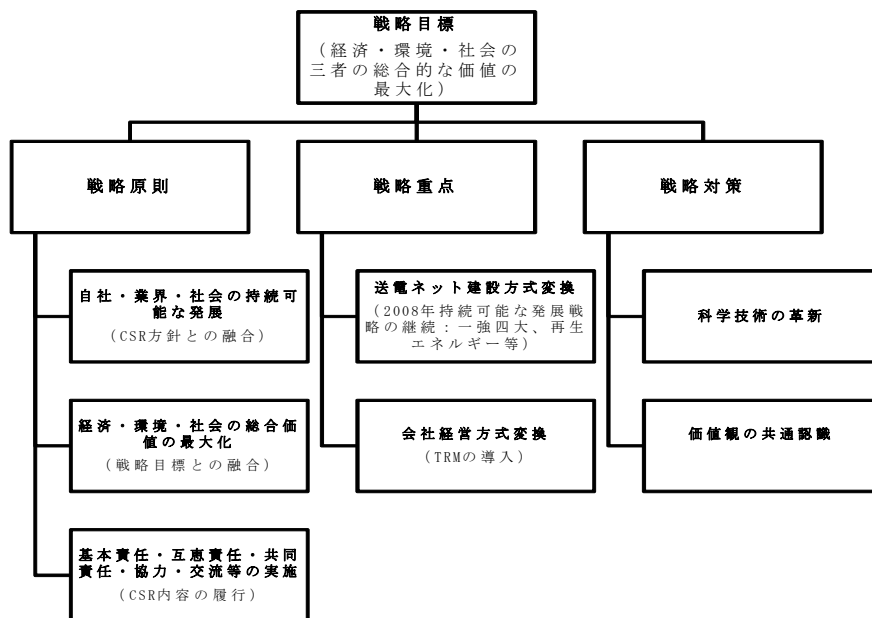 戦略目標
（経済・環境・社会の
三者の総合的な価値の
最大化）
戦略原則
戦略重点
戦略対策
自社・業界・社会の持続可
能な発展
（CSR方針との融合）
経済・環境・社会の総合価
値の最大化
（戦略目標との融合）
基本責任・互恵責任・共同
責任・協力・交流等の実施
（CSR内容の履行）
送電ネット建設方式変換
（2008年持続可能な発展戦
略の継続：一強四大、再生
エネルギー等）
会社経営方式変換
（TRMの導入）
科学技術の革新
価値観の共通認識